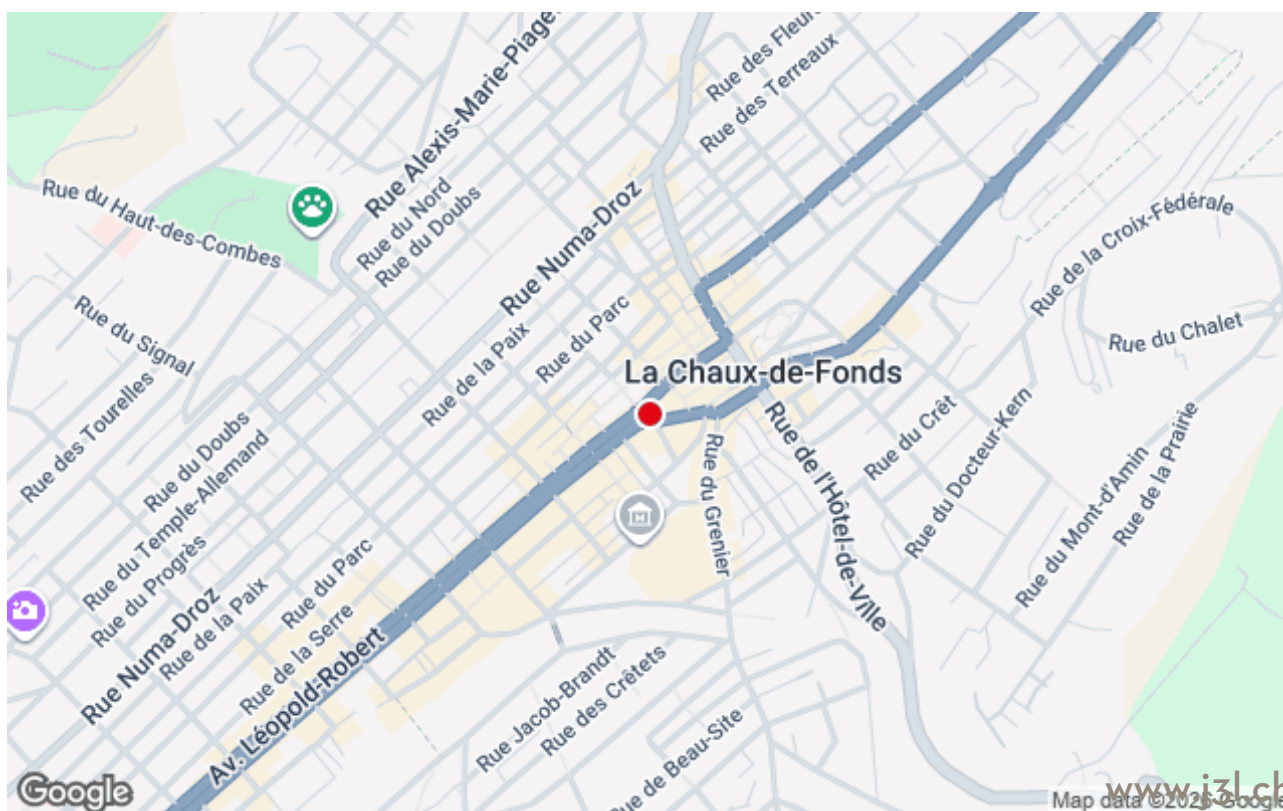 Rue Alexis-Marie-Piaget
Rue des Fleurs
Rue des Terreaux
Rue du Haut-des-Combes
Rue du Nord
Rue du Doubs
Rue Numa-Droz
Rue de la Croix-Fédérale
Rue du Signal
Rue de la Paix
Rue du Parc
Rue du Chalet
La Chaux-de-Fonds
Rue des Tourelles
Rue du Doubs
Rue du Temple-Allemand
Rue du Progrès
Rue Numa-Droz
Rue de la Paix
Rue du Parc
Rue de la Serre
Av. Léopold-Robert
Rue du Grenier
Rue de l'Hôtel-de-Ville
Rue du Crêt
Rue du Docteur-Kern
Rue du Mont-d'Amin
Rue de la Prairie
Rue Jacob-Brandt
Rue des Crêtets
Rue de Beau-Site
Google
Map data ©2026 Google
www.j3l.ch